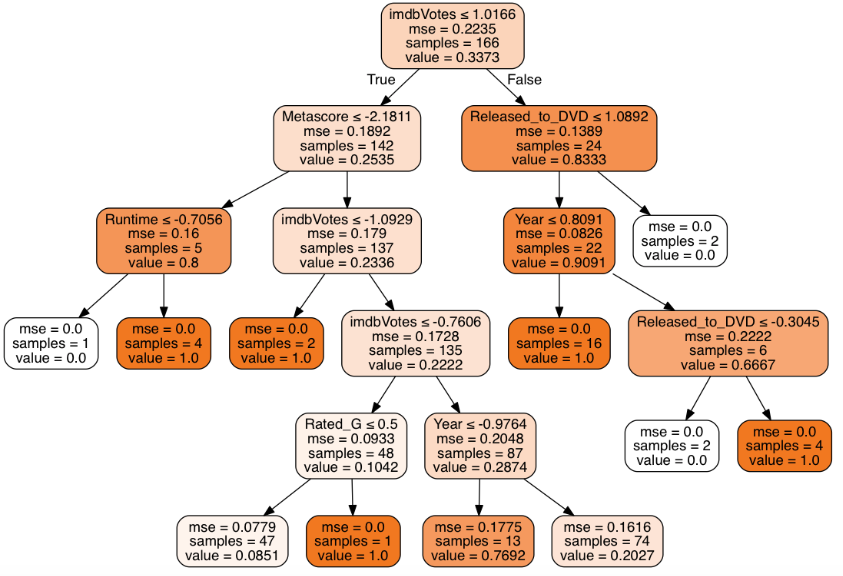 imdbVotes ≤ 1.0166
mse = 0.2235
samples = 166
value = 0.3373
True
False
Metascore ≤ -2.1811
mse = 0.1892
samples = 142
value = 0.2535
Released_to_DVD ≤ 1.0892
mse = 0.1389
samples = 24
value = 0.8333
Runtime ≤ -0.7056
mse = 0.16
samples = 5
value = 0.8
imdbVotes ≤ -1.0929
mse = 0.179
samples = 137
value = 0.2336
Year ≤ 0.8091
mse = 0.0826
samples = 22
value = 0.9091
mse = 0.0
samples = 2
value = 0.0
mse = 0.0
samples = 1
value = 0.0
mse = 0.0
samples = 4
value = 1.0
mse = 0.0
samples = 2
value = 1.0
imdbVotes ≤ -0.7606
mse = 0.1728
samples = 135
value = 0.2222
mse = 0.0
samples = 16
value = 1.0
Released_to_DVD ≤ -0.3045
mse = 0.2222
samples = 6
value = 0.6667
Rated_G ≤ 0.5
mse = 0.0933
samples = 48
value = 0.1042
Year ≤ -0.9764
mse = 0.2048
samples = 87
value = 0.2874
mse = 0.0
samples = 2
value = 0.0
mse = 0.0
samples = 4
value = 1.0
mse = 0.0779
samples = 47
value = 0.0851
mse = 0.0
samples = 1
value = 1.0
mse = 0.1775
samples = 13
value = 0.7692
mse = 0.1616
samples = 74
value = 0.2027